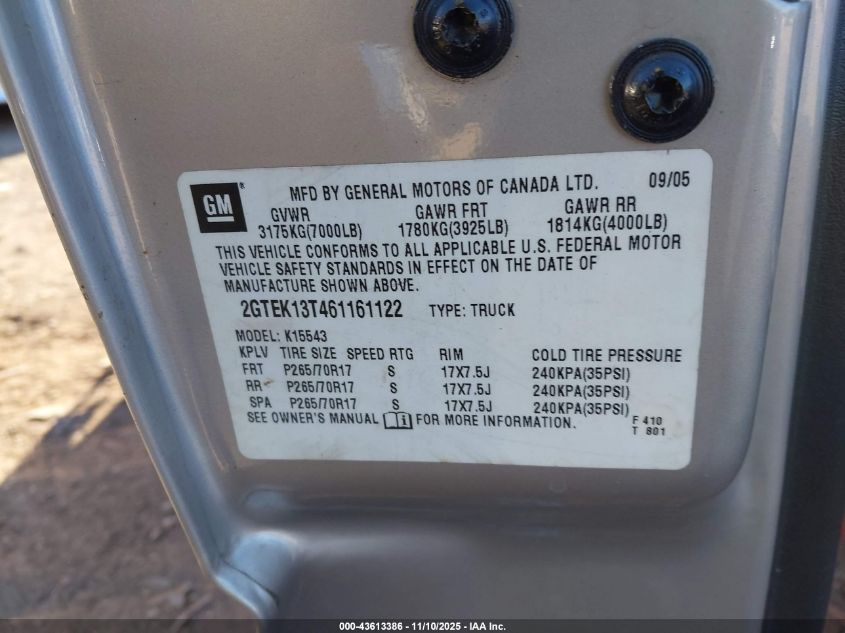 GM
MFD BY GENERAL MOTORS OF CANADA LTD. 09/05
GVWR GAWR FRT GAWR RR
3175KG(7000LB) 1780KG(3925LB) 1814KG(4000LB)
THIS VEHICLE CONFORMS TO ALL APPLICABLE U.S. FEDERAL MOTOR
VEHICLE SAFETY STANDARDS IN EFFECT ON THE DATE OF
MANUFACTURE SHOWN ABOVE.
2GTEK13T461161122 TYPE: TRUCK
MODEL: K15543
KPLV TIRE SIZE SPEED RTG RIM COLD TIRE PRESSURE
FRT P265/70R17 S 17X7.5J 240KPA(35PSI)
RR P265/70R17 S 17X7.5J 240KPA(35PSI)
SPA P265/70R17 S 17X7.5J 240KPA(35PSI)
SEE OWNER'S MANUAL FOR MORE INFORMATION.
F 410
T 801
000-43613386 - 11/10/2025 - IAA Inc.